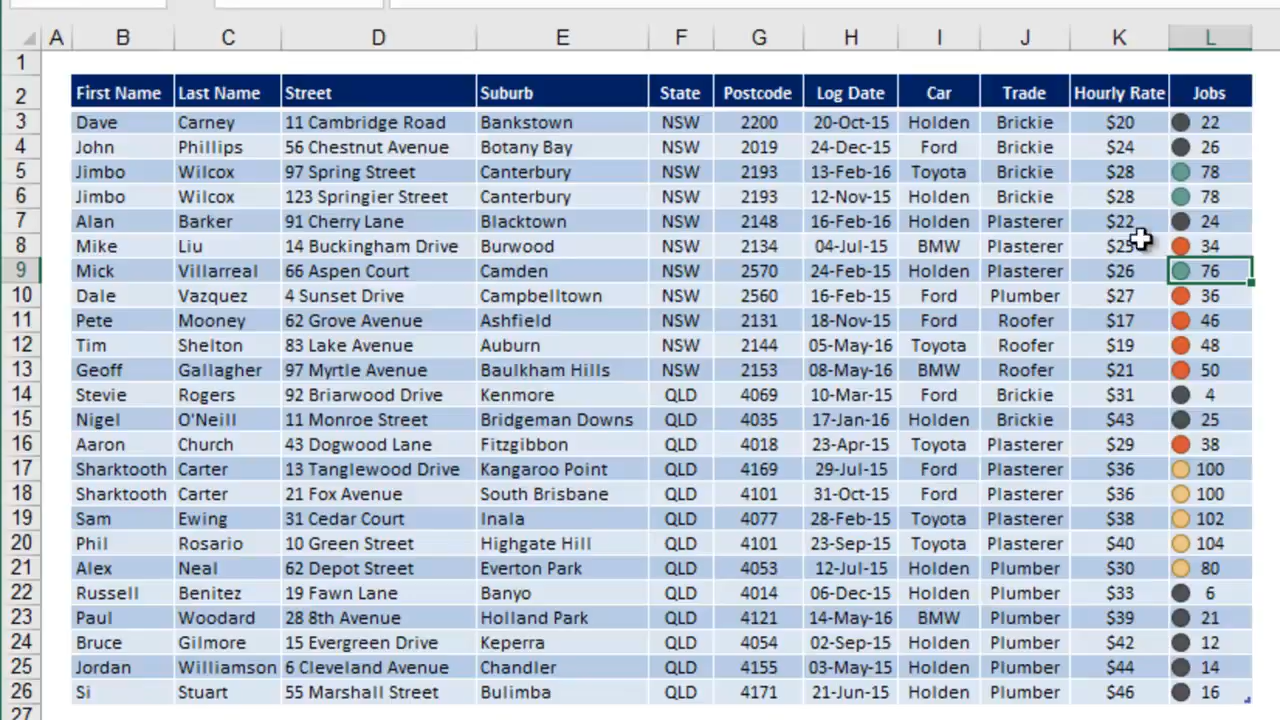 A B C D E F G H I J K L
1
2 First Name Last Name Street Suburb State Postcode Log Date Car Trade Hourly Rate Jobs
3 Dave Carney 11 Cambridge Road Bankstown NSW 2200 20-Oct-15 Holden Brickie $20 22
4 John Phillips 56 Chestnut Avenue Botany Bay NSW 2019 24-Dec-15 Ford Brickie $24 26
5 Jimbo Wilcox 97 Spring Street Canterbury NSW 2193 13-Feb-16 Toyota Brickie $28 78
6 Jimbo Wilcox 123 Springier Street Canterbury NSW 2193 12-Nov-15 Holden Brickie $28 78
7 Alan Barker 91 Cherry Lane Blacktown NSW 2148 16-Feb-16 Holden Plasterer $22 24
8 Mike Liu 14 Buckingham Drive Burwood NSW 2134 04-Jul-15 BMW Plasterer 34
9 Mick Villarreal 66 Aspen Court Camden NSW 2570 24-Feb-15 Holden Plasterer $26 76
10 Dale Vazquez 4 Sunset Drive Campbelltown NSW 2560 16-Feb-15 Ford Plumber $27 36
11 Pete Mooney 62 Grove Avenue Ashfield NSW 2131 18-Nov-15 Ford Roofer $17 46
12 Tim Shelton 83 Lake Avenue Auburn NSW 2144 05-May-16 Toyota Roofer $19 48
13 Geoff Gallagher 97 Myrtle Avenue Baulkham Hills NSW 2153 08-May-16 BMW Roofer $21 50
14 Stevie Rogers 92 Briarwood Drive Kenmore QLD 4069 10-Mar-15 Ford Brickie $31 4
15 Nigel O'Neill 11 Monroe Street Bridgeman Downs QLD 4035 17-Jan-16 Holden Brickie $43 25
16 Aaron Church 43 Dogwood Lane Fitzgibbon QLD 4018 23-Apr-15 Toyota Plasterer $29 38
17 Sharktooth Carter 13 Tanglewood Drive Kangaroo Point QLD 4169 29-Jul-15 Ford Plasterer $36 100
18 Sharktooth Carter 21 Fox Avenue South Brisbane QLD 4101 31-Oct-15 Ford Plasterer $36 100
19 Sam Ewing 31 Cedar Court Inala QLD 4077 28-Feb-15 Toyota Plasterer $38 102
20 Phil Rosario 10 Green Street Highgate Hill QLD 4101 23-Sep-15 Toyota Plasterer $40 104
21 Alex Neal 62 Depot Street Everton Park QLD 4053 12-Jul-15 Holden Plumber $30 80
22 Russell Benitez 19 Fawn Lane Banyo QLD 4014 06-Dec-15 Holden Plumber $33 6
23 Paul Woodard 28 8th Avenue Holland Park QLD 4121 14-May-16 BMW Plumber $39 21
24 Bruce Gilmore 15 Evergreen Drive Keperra QLD 4054 02-Sep-15 Holden Plumber $42 12
25 Jordan Williamson 6 Cleveland Avenue Chandler QLD 4155 03-May-15 Holden Plumber $44 14
26 Si Stuart 55 Marshall Street Bulimba QLD 4171 21-Jun-15 Holden Plumber $46 16
27